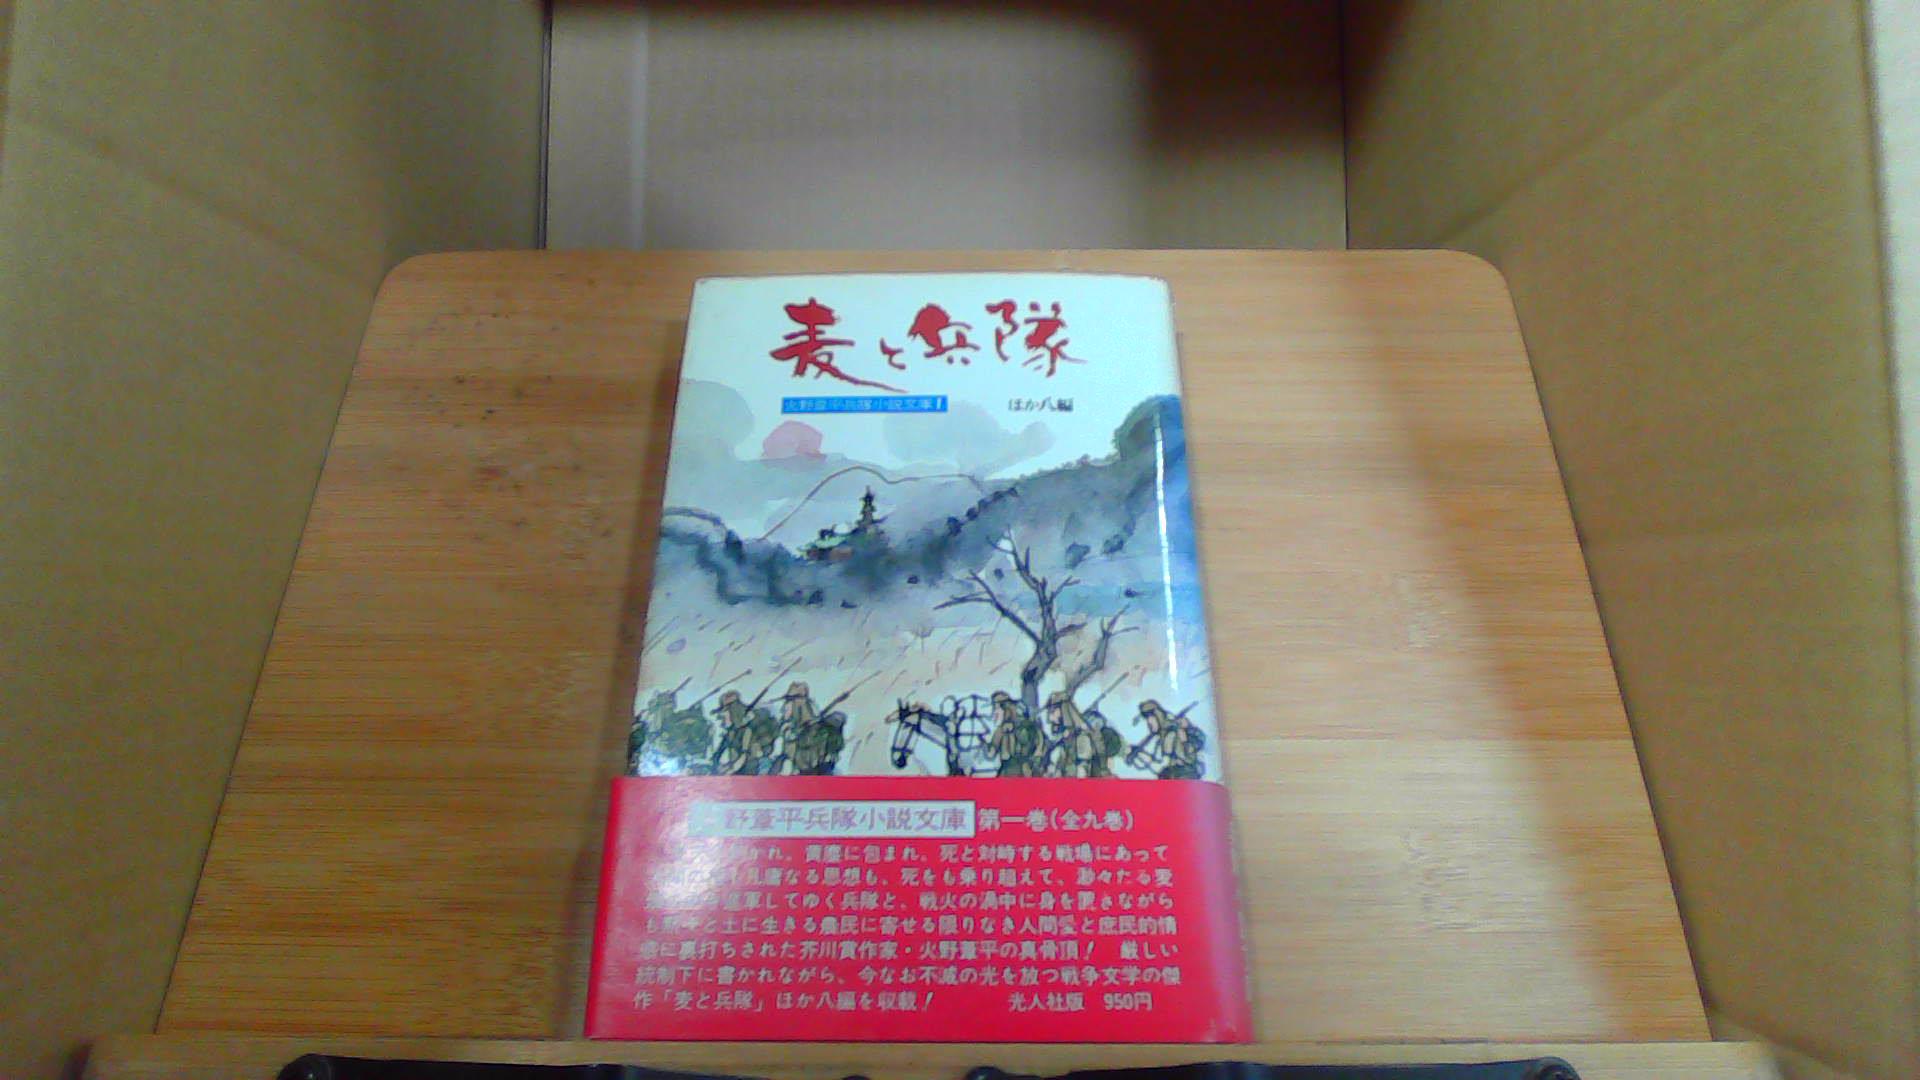 麦と兵隊
火野葦平兵隊小説文庫1
ほか八編
野葦平兵隊小説文庫 第一巻(全九巻)
かれ。黄塵に包まれ。死と対峙する戦場にあって
凡庸なる思想も、死をも乗り超えて、渺々たる麦
進軍してゆく兵隊と、戦火の渦中に身を置きながら
も黙々と土に生きる農民に寄せる限りなき人間愛と庶民的情
感に裏打ちされた芥川賞作家・火野葦平の真骨頂! 厳しい
統制下に書かれながら、今なお不滅の光を放つ戦争文学の傑
作「麦と兵隊」ほか八編を収載! 光人社版 950円